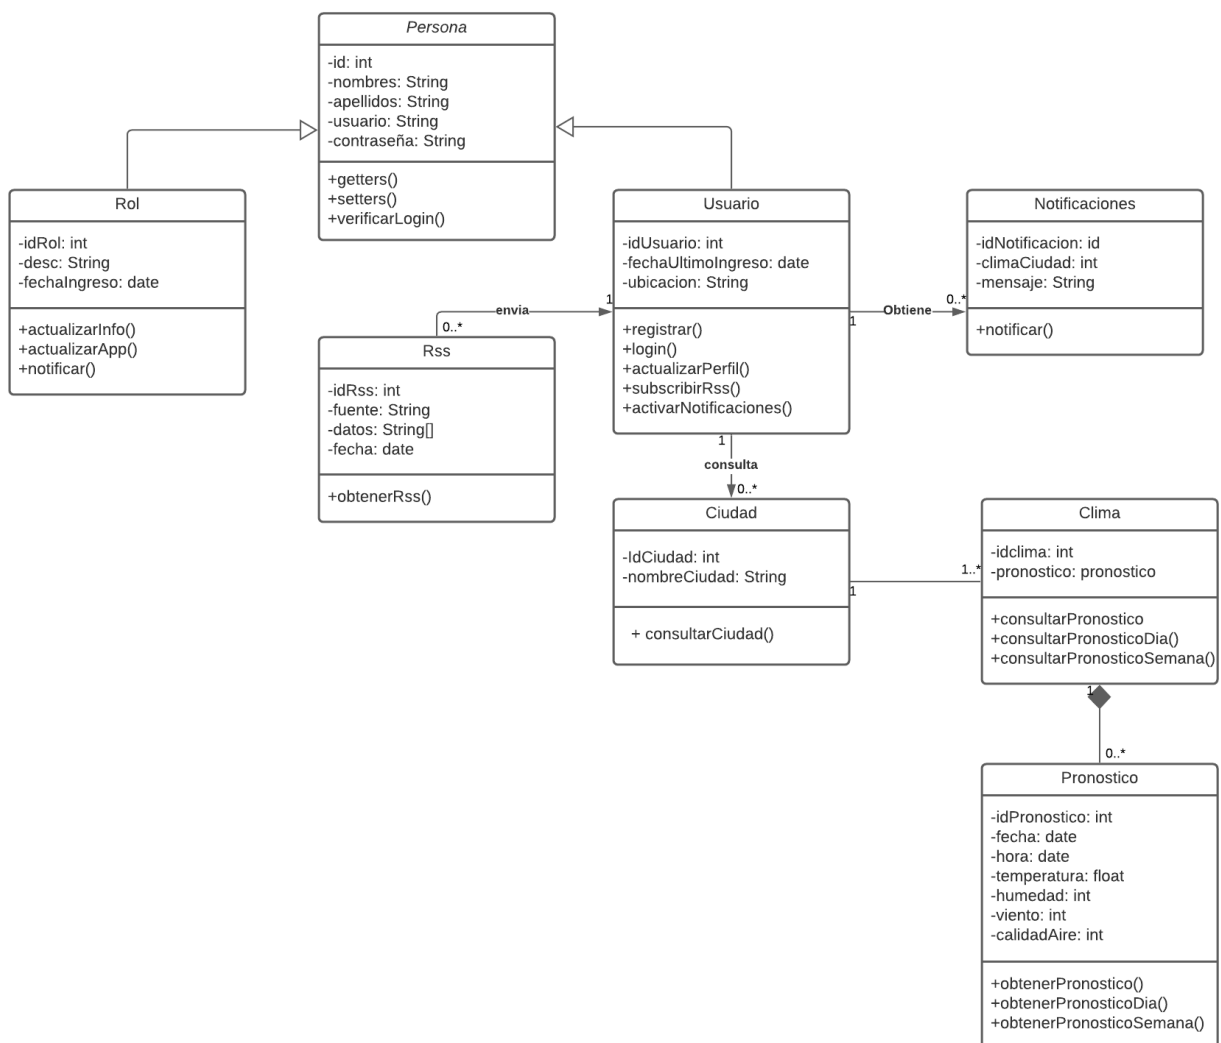 Persona
-id: int
-nombres: String
-apellidos: String
-usuario: String
-contraseña: String
+getters()
+setters()
+verificarLogin()
Rol
-idRol: int
-desc: String
-fechaIngreso: date
+actualizarInfo()
+actualizarApp()
+notificar()
Usuario
-idUsuario: int
-fechaUltimoIngreso: date
-ubicacion: String
+registrar()
+login()
+actualizarPerfil()
+subscribirRss()
+activarNotificaciones()
Notificaciones
-idNotificacion: id
-climaCiudad: int
-mensaje: String
+notificar()
envia
1
0..*
Obtiene
1
0..*
Rss
-idRss: int
-fuente: String
-datos: String[]
-fecha: date
+obtenerRss()
1
consulta
0..*
Ciudad
-IdCiudad: int
-nombreCiudad: String
+ consultarCiudad()
1
1..*
Clima
-idclima: int
-pronostico: pronostico
+consultarPronostico
+consultarPronosticoDia()
+consultarPronosticoSemana()
1
0..*
Pronostico
-idPronostico: int
-fecha: date
-hora: date
-temperatura: float
-humedad: int
-viento: int
-calidadAire: int
+obtenerPronostico()
+obtenerPronosticoDia()
+obtenerPronosticoSemana()